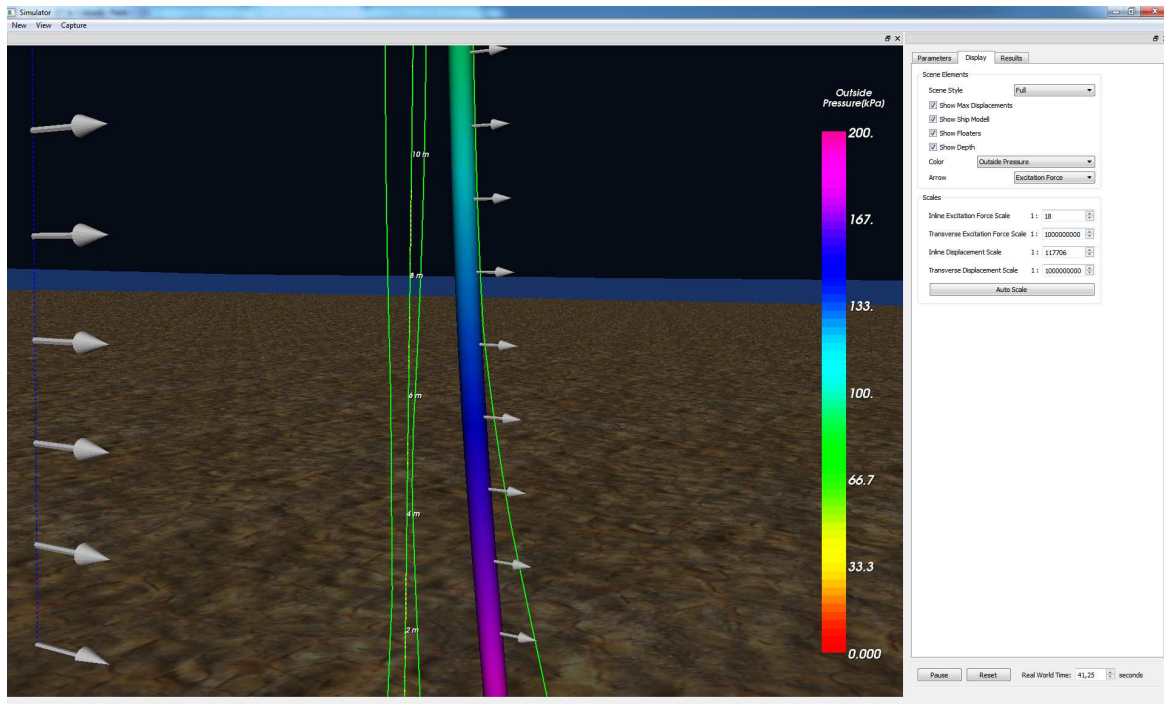 Simulator
New View Capture
Parameters Display Results
Scene Elements
Scene Style Full
Show Max Displacements
Show Ship Modell
Show Floaters
Show Depth
Color Outside Pressure
Arrow Excitation Force
Scales
Inline Excitation Force Scale 1 : 18
Transverse Excitation Force Scale 1 : 1000000000
Inline Displacement Scale 1 : 117706
Transverse Displacement Scale 1 : 1000000000
Auto Scale
Outside
Pressure(kPa)
200.
167.
133.
100.
66.7
33.3
0.000
10 m
8 m
6 m
4 m
2 m
Pause Reset Real World Time: 41,25 seconds